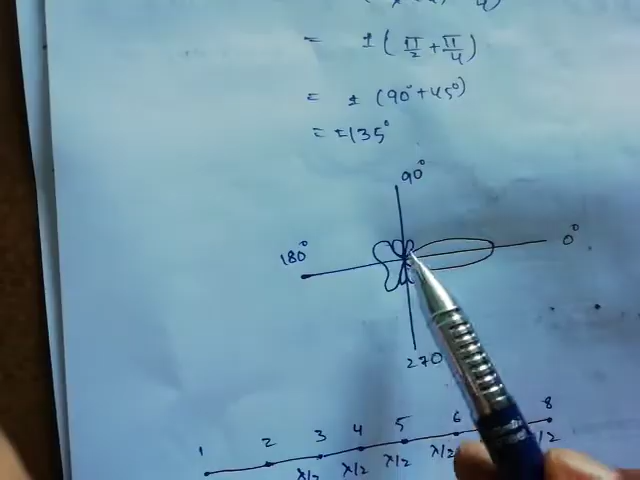 = ± ( π/2 + π/4 )
= ± (90° + 45°)
= ±135°
90°
180°
0°
270
1 2 3 4 5 6 8
λ/2 λ/2 λ/2 λ/2 /2